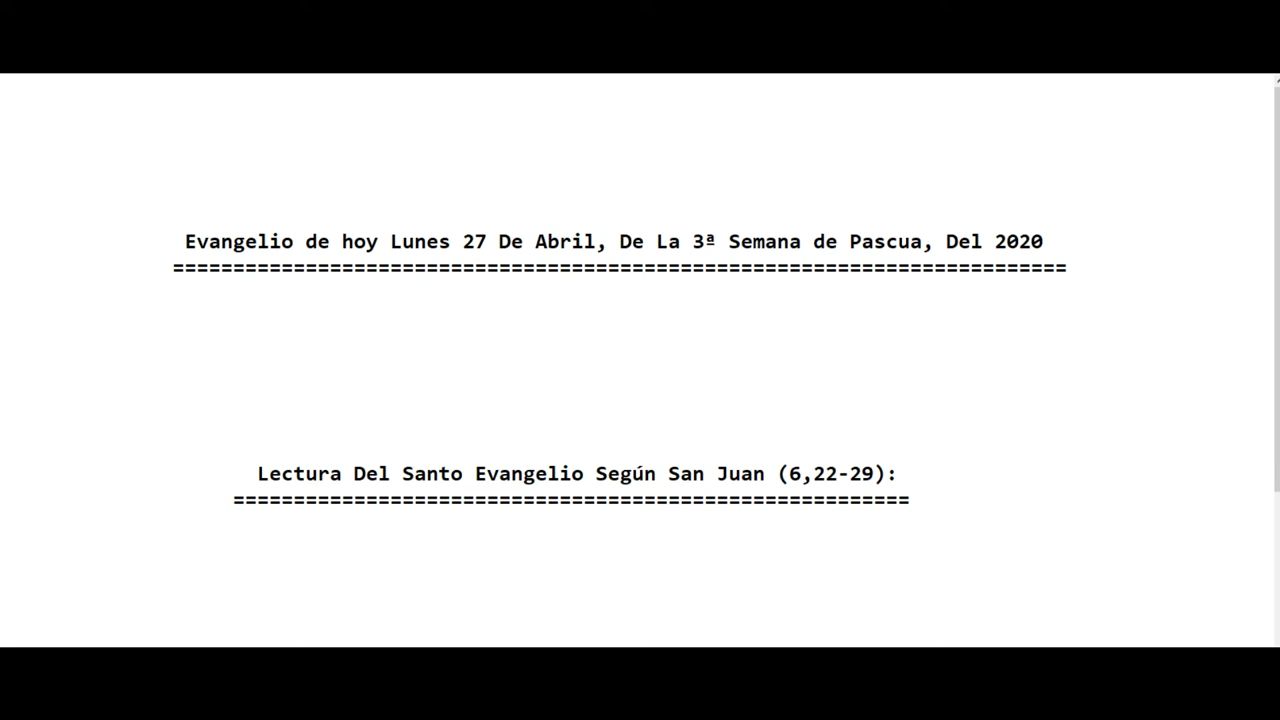 Evangelio de hoy Lunes 27 De Abril, De La 3ª Semana de Pascua, Del 2020
==========================================================================
Lectura Del Santo Evangelio Según San Juan (6,22-29):
========================================================